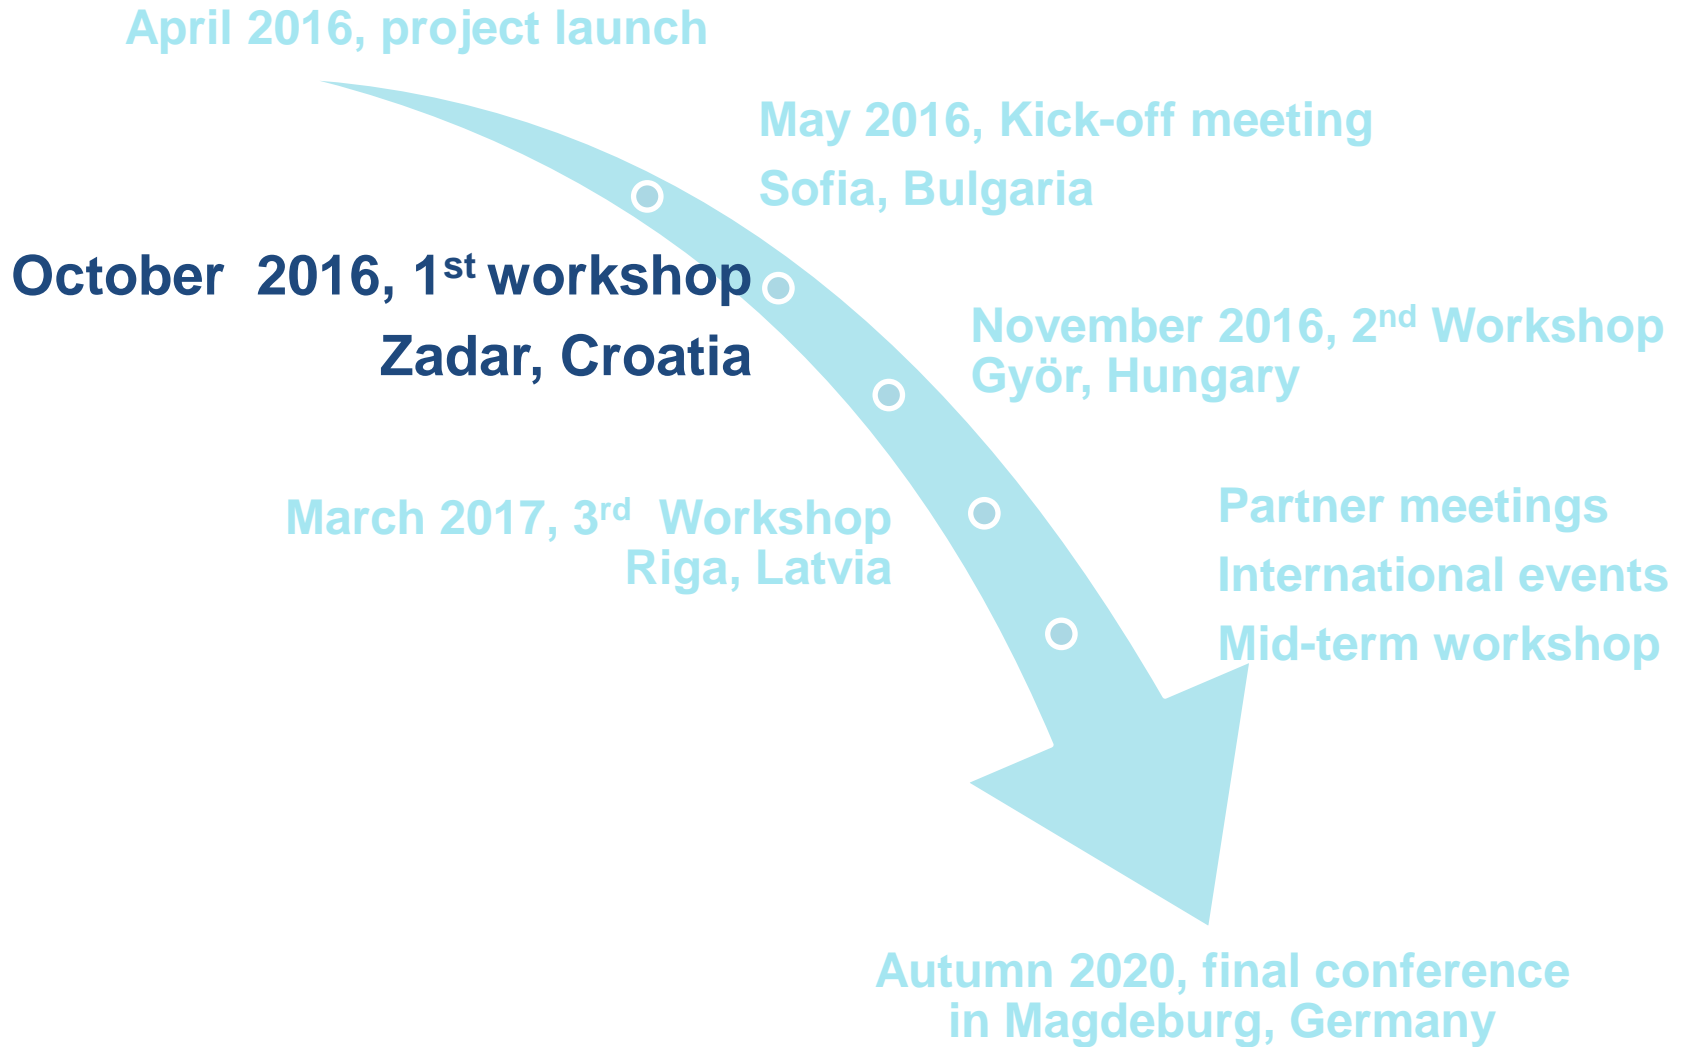 April 2016, project launch
May 2016, Kick-off meeting
Sofia, Bulgaria
October  2016, 1st workshop
Zadar, Croatia
November 2016, 2nd Workshop
Györ, Hungary
March 2017, 3rd  Workshop
Riga, Latvia
Partner meetings
International events
Mid-term workshop
Autumn 2020, final conference
in Magdeburg, Germany